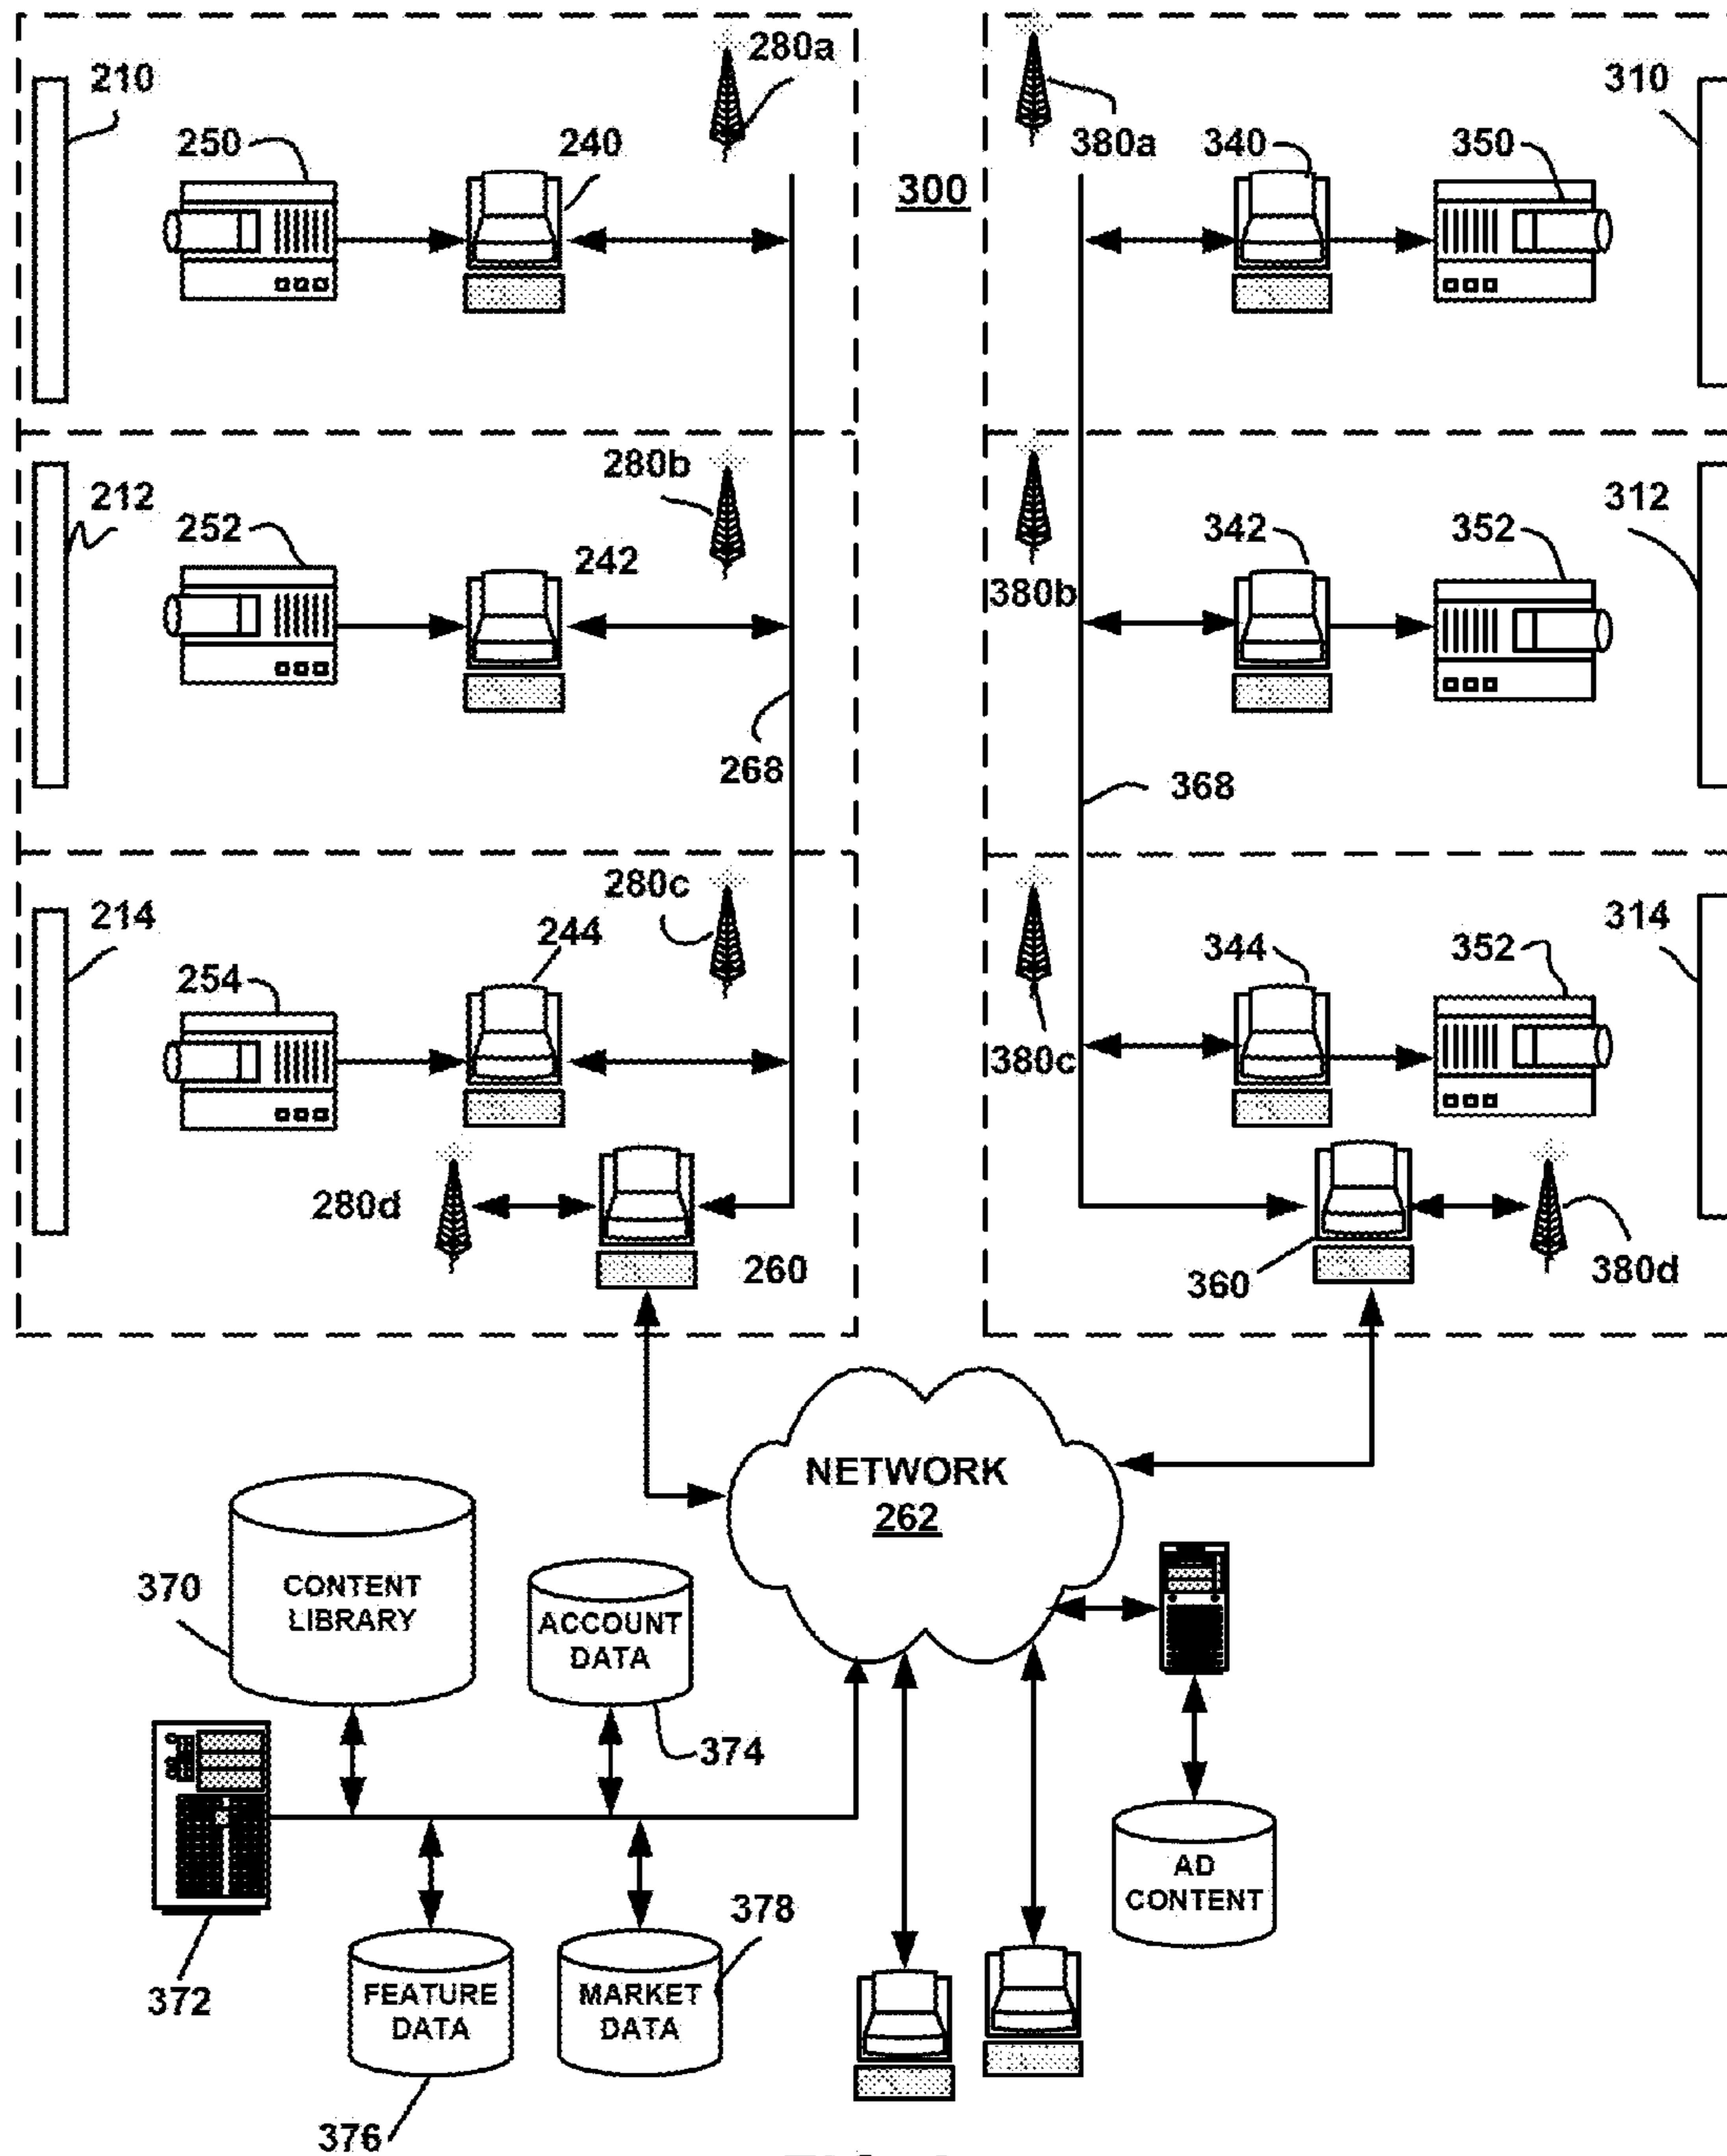 280a
210
250
240
380a
340
350
310
300
280b
212
252
242
380b
342
352
312
268
368
280c
214
244
254
344
352
314
380c
280d
260
360
380d
NETWORK
262
370
CONTENT
LIBRARY
ACCOUNT
DATA
374
AD
CONTENT
372
FEATURE
DATA
378
MARKET
DATA
376